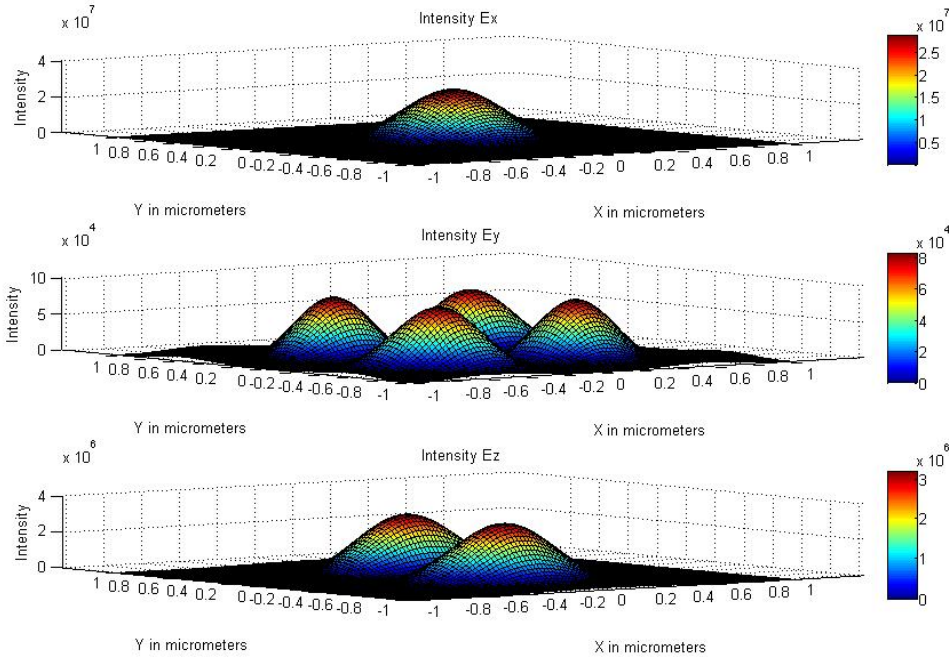 x 10^7
Intensity Ex
x 10^7
Intensity
4
2
0
2.5
2
1.5
1
0.5
1 0.8 0.6 0.4 0.2 0 -0.2 -0.4 -0.6 -0.8 -1
-1 -0.8 -0.6 -0.4 -0.2 0 0.2 0.4 0.6 0.8 1
Y in micrometers
X in micrometers
x 10^4
Intensity Ey
x 10^4
Intensity
10
5
0
8
6
4
2
0
1 0.8 0.6 0.4 0.2 0 -0.2 -0.4 -0.6 -0.8 -1
-1 -0.8 -0.6 -0.4 -0.2 0 0.2 0.4 0.6 0.8 1
Y in micrometers
X in micrometers
x 10^6
Intensity Ez
x 10^6
Intensity
4
2
0
3
2
1
0
1 0.8 0.6 0.4 0.2 0 -0.2 -0.4 -0.6 -0.8 -1
-1 -0.8 -0.6 -0.4 -0.2 0 0.2 0.4 0.6 0.8 1
Y in micrometers
X in micrometers